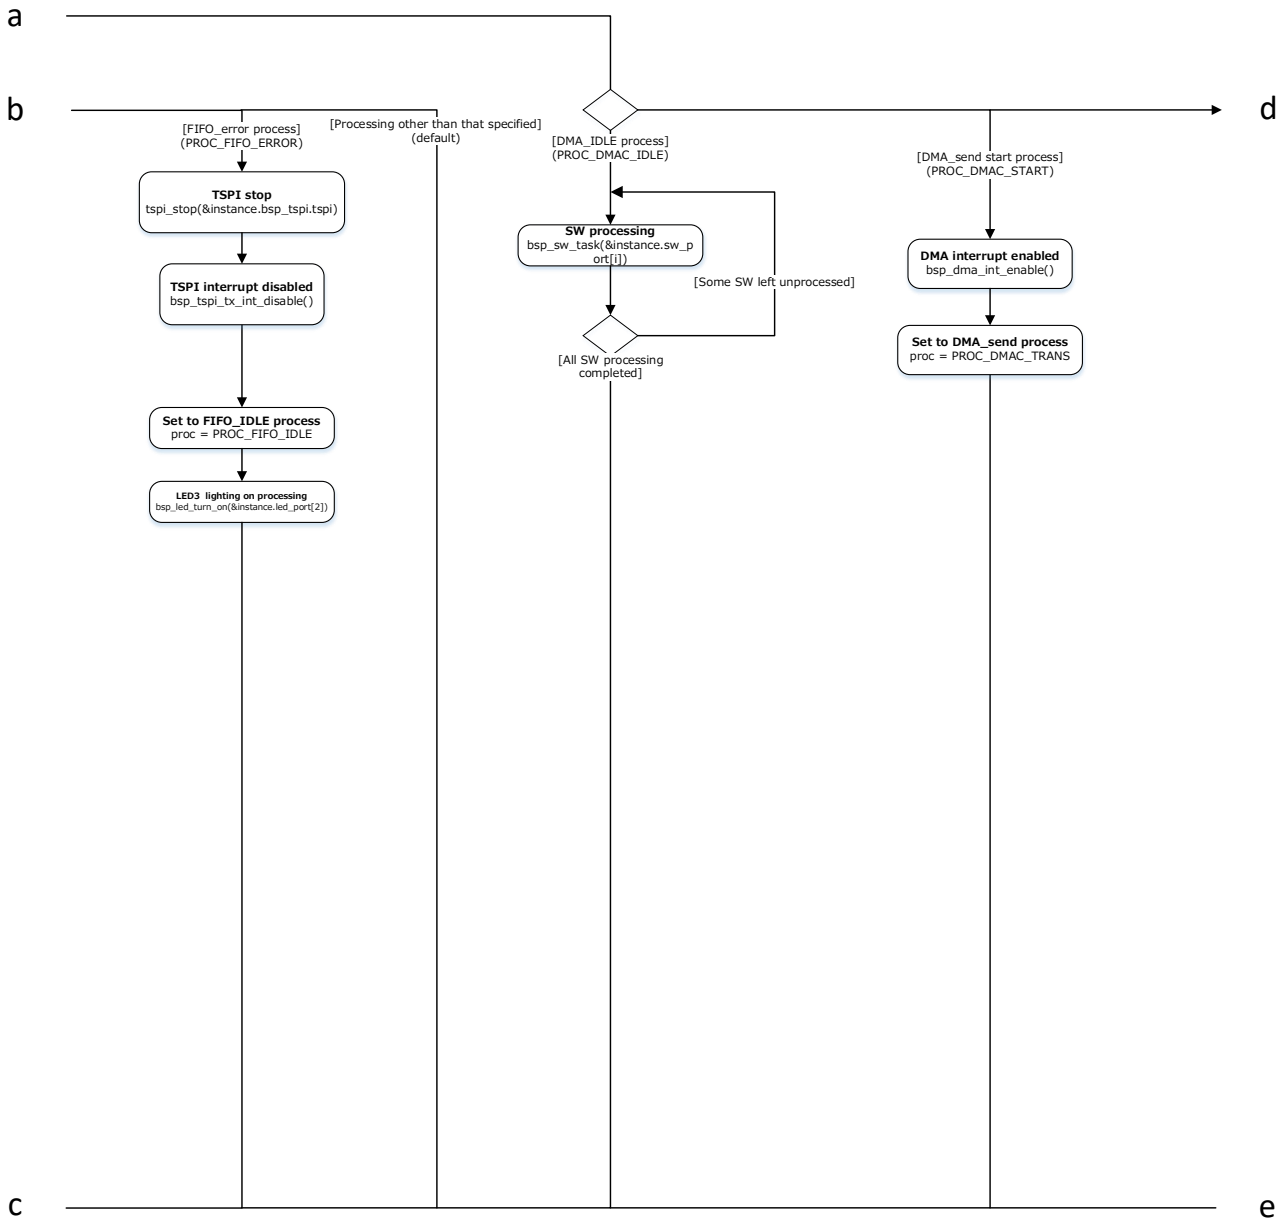 a
b
d
[FIFO_error process]
(PROC_FIFO_ERROR)
TSPI stop
tspi_stop(&instance.bsp_tspi.tspi)
TSPI interrupt disabled
bsp_tspi_tx_int_disable()
Set to FIFO_IDLE process
proc = PROC_FIFO_IDLE
LED3 lighting on processing
bsp_led_turn_on(&instance.led_port[2])
[Processing other than that specified]
(default)
[DMA_IDLE process]
(PROC_DMAC_IDLE)
SW processing
bsp_sw_task(&instance.sw_p
ort[i])
[Some SW left unprocessed]
[All SW processing
completed]
[DMA_send start process]
(PROC_DMAC_START)
DMA interrupt enabled
bsp_dma_int_enable()
Set to DMA_send process
proc = PROC_DMAC_TRANS
c
e